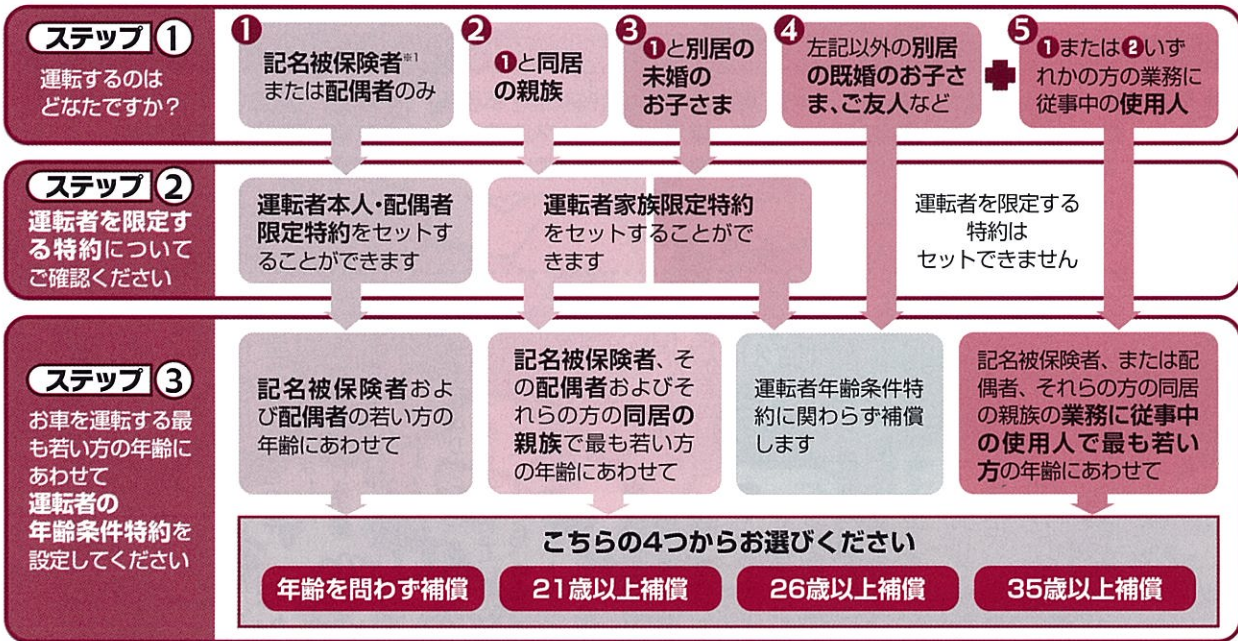 ステップ①
運転するのは
どなたですか？
❶
記名被保険者※1
または配偶者のみ
❷
❶と同居
の親族
❸
❶と別居の
未婚の
お子さま
❹
左記以外の別居
の既婚のお子さ
ま、ご友人など
❺
❶または❷いず
れかの方の業務に
従事中の使用人
ステップ②
運転者を限定す
る特約について
ご確認ください
運転者本人・配偶者
限定特約をセットす
ることができます
運転者家族限定特約
をセットすることがで
きます
運転者を限定する
特約は
セットできません
ステップ③
お車を運転する最
も若い方の年齢に
あわせて
運転者の
年齢条件特約を
設定してください
記名被保険者およ
び配偶者の若い方の
年齢にあわせて
記名被保険者、そ
の配偶者およびそ
れらの方の同居の
親族で最も若い方
の年齢にあわせて
運転者年齢条件特
約に関わらず補償
します
記名被保険者、または配
偶者、それらの方の同居
の親族の業務に従事中
の使用人で最も若い
方の年齢にあわせて
こちらの4つからお選びください
年齢を問わず補償
21歳以上補償
26歳以上補償
35歳以上補償